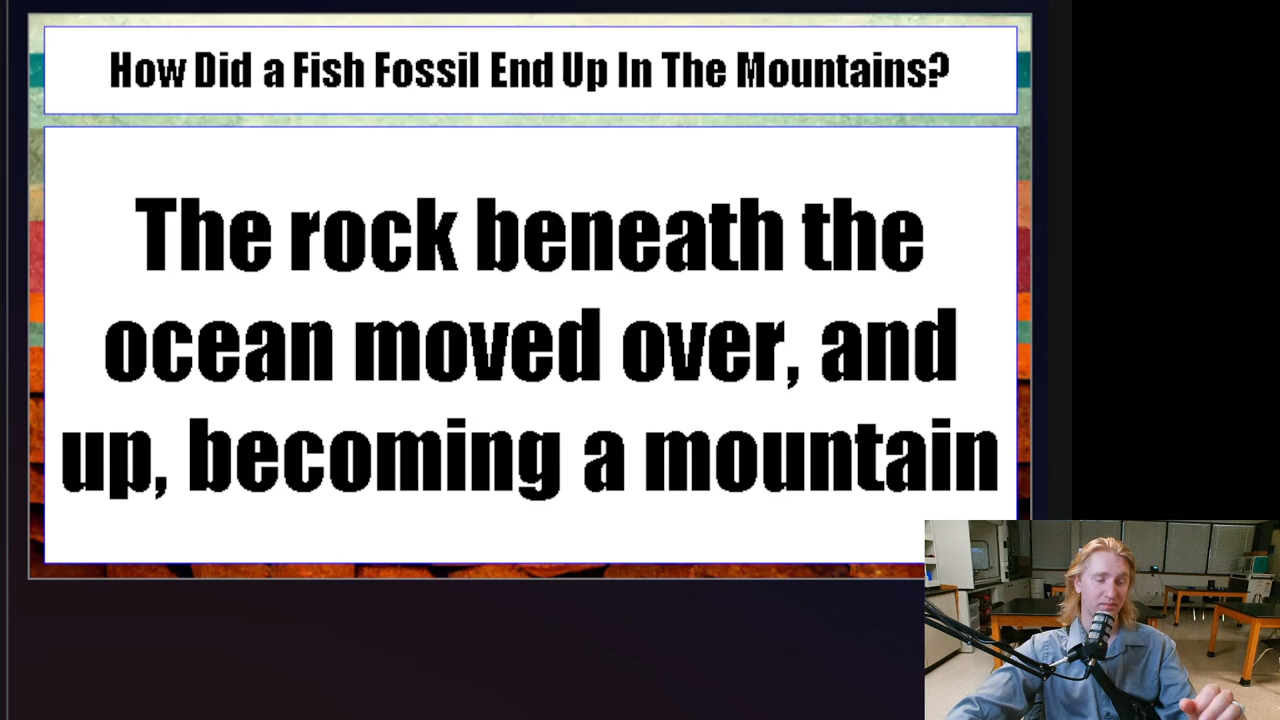 How Did a Fish Fossil End Up In The Mountains?
The rock beneath the
ocean moved over, and
up, becoming a mountain